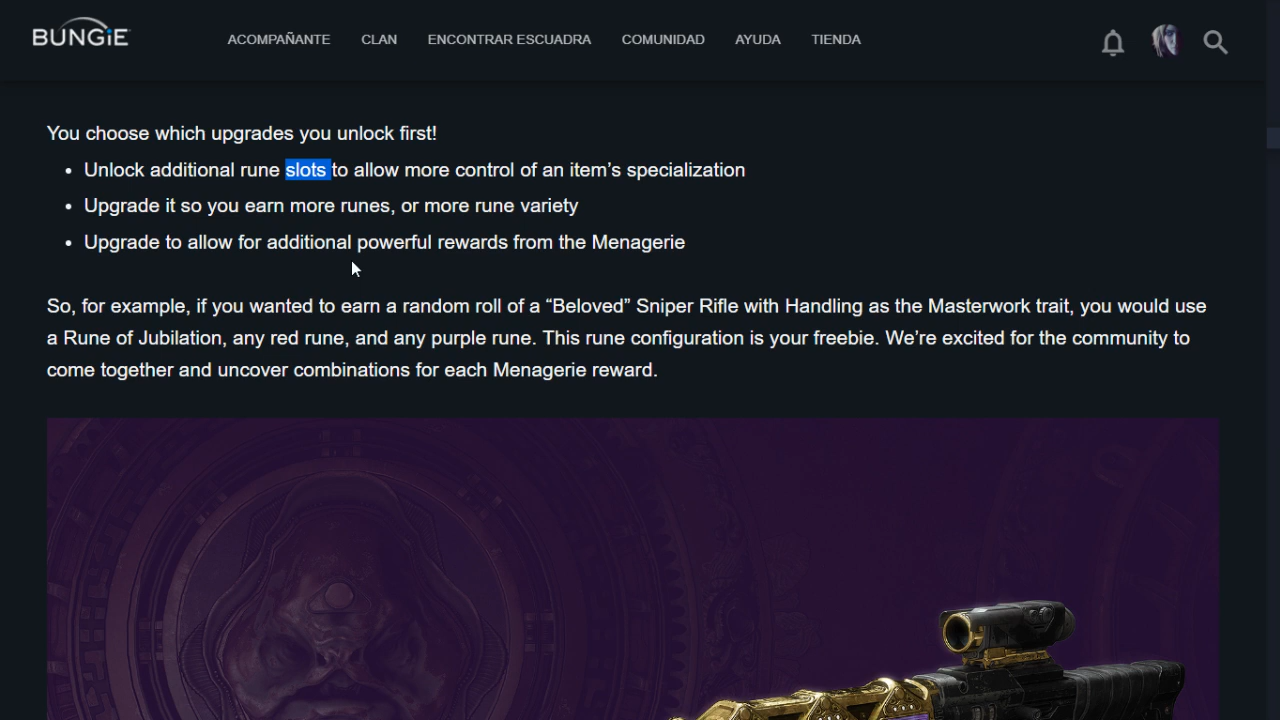 BUNGiE
ACOMPAÑANTE CLAN ENCONTRAR ESCUADRA COMUNIDAD AYUDA TIENDA
You choose which upgrades you unlock first!
• Unlock additional rune slots to allow more control of an item’s specialization
• Upgrade it so you earn more runes, or more rune variety
• Upgrade to allow for additional powerful rewards from the Menagerie
So, for example, if you wanted to earn a random roll of a “Beloved” Sniper Rifle with Handling as the Masterwork trait, you would use
a Rune of Jubilation, any red rune, and any purple rune. This rune configuration is your freebie. We’re excited for the community to
come together and uncover combinations for each Menagerie reward.